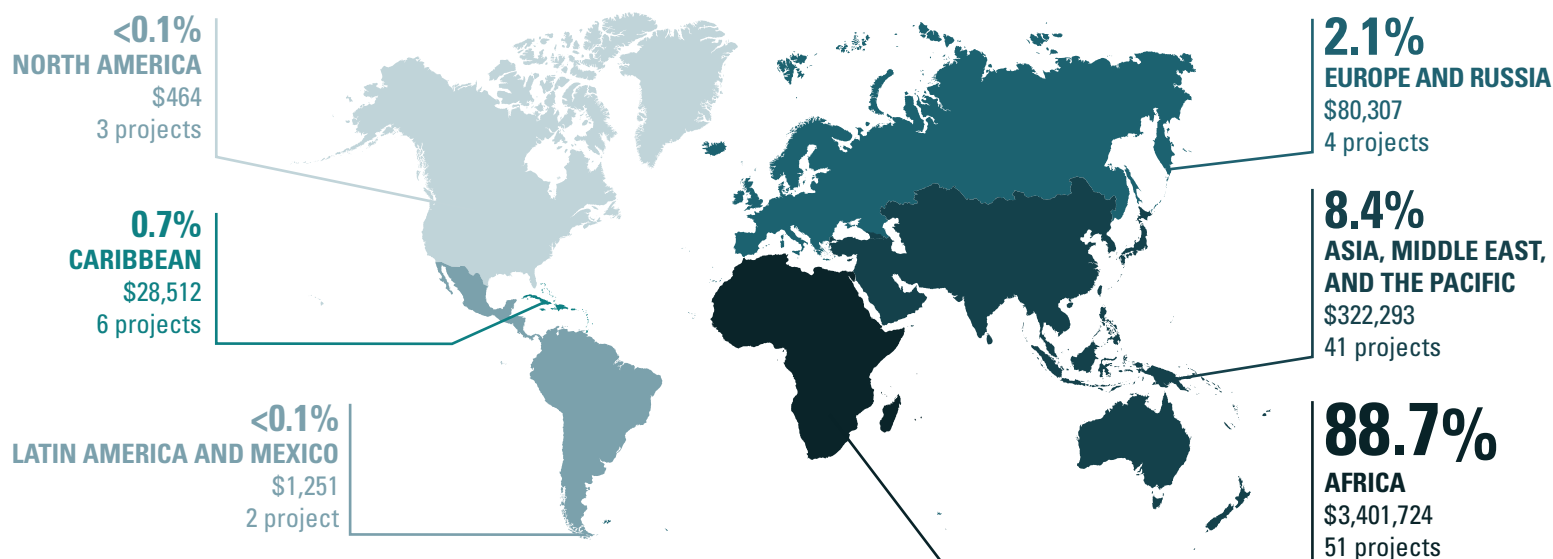 <0.1%
NORTH AMERICA
$464
3 projects
0.7%
CARIBBEAN
$28,512
6 projects
<0.1%
LATIN AMERICA AND MEXICO
$1,251
2 project
2.1%
EUROPE AND RUSSIA
$80,307
4 projects
8.4%
ASIA, MIDDLE EAST,
AND THE PACIFIC
$322,293
41 projects
88.7%
AFRICA
$3,401,724
51 projects